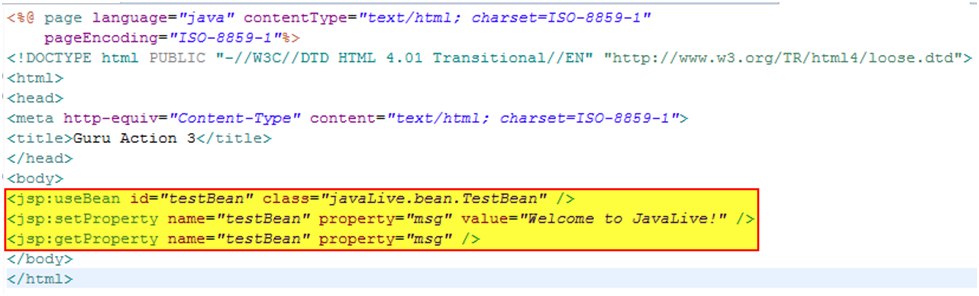 <%@ page language="java" contentType="text/html; charset=ISO-8859-1"
pageEncoding="ISO-8859-1"%>
<!DOCTYPE html PUBLIC "-//W3C//DTD HTML 4.01 Transitional//EN" "http://www.w3.org/TR/html4/loose.dtd">
<html>
<head>
<meta http-equiv="Content-Type" content="text/html; charset=ISO-8859-1">
<title>Guru Action 3</title>
</head>
<body>
<jsp:useBean id="testBean" class="javaLive.bean.TestBean" />
<jsp:setProperty name="testBean" property="msg" value="Welcome to JavaLive!" />
<jsp:getProperty name="testBean" property="msg" />
</body>
</html>